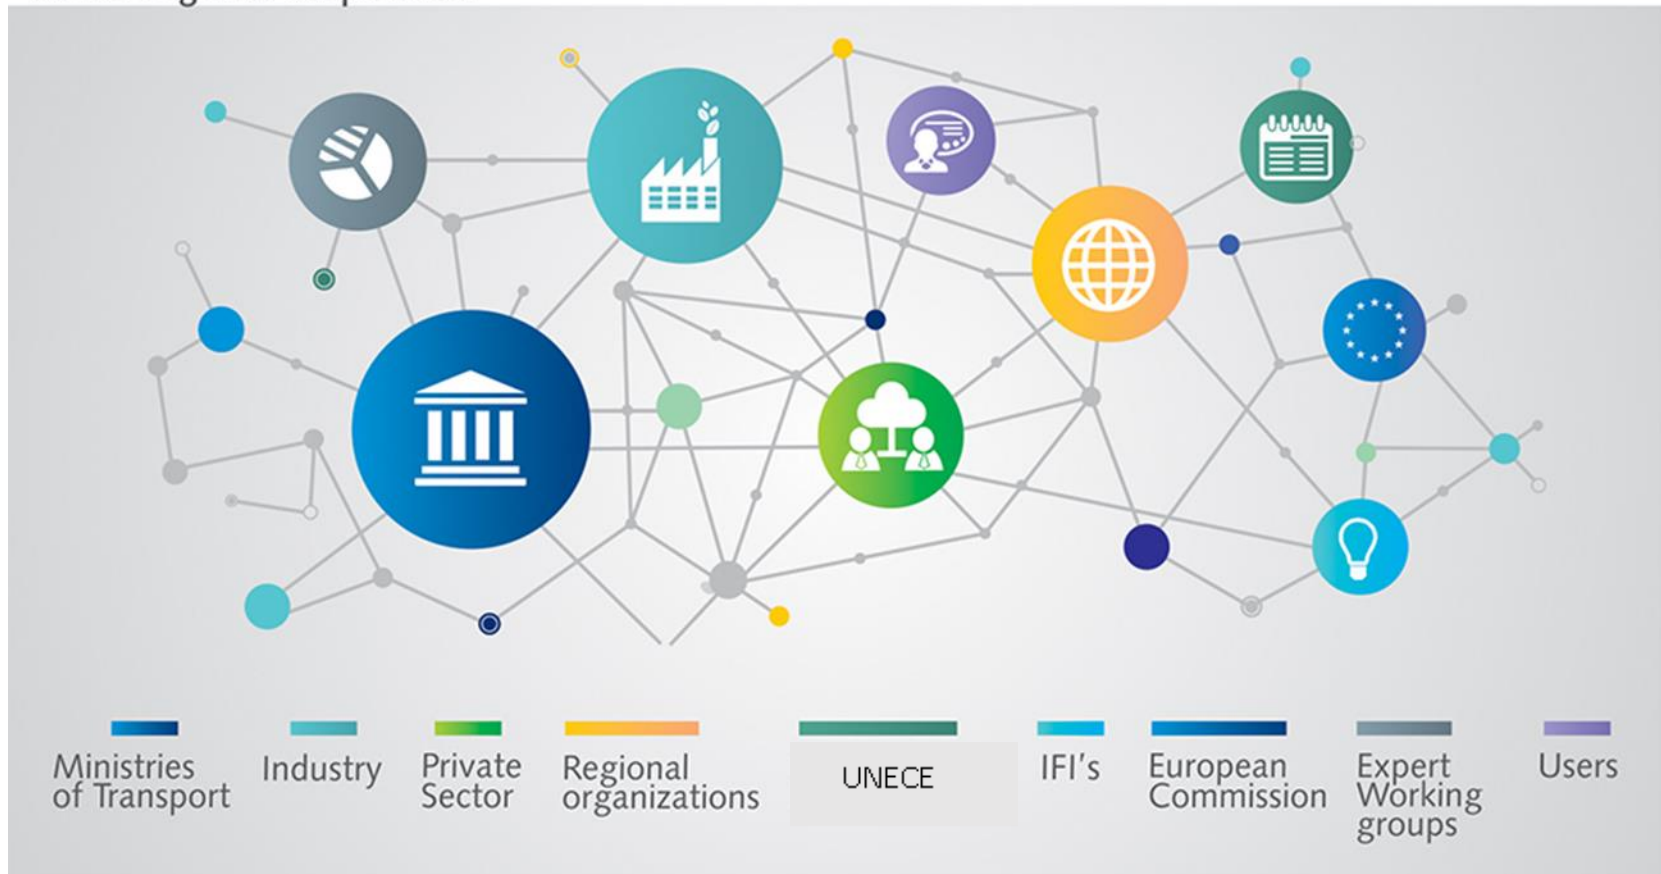 Ministries
of Transport
Industry
Private
Sector
Regional
organizations
UNECE
IFI's
European
Commission
Expert
Working
groups
Users